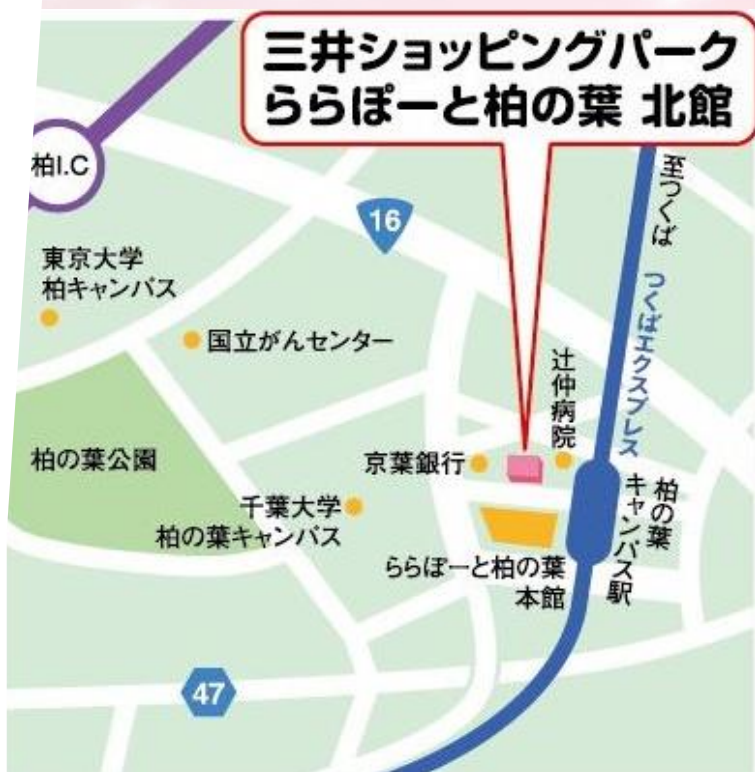 三井ショッピングパーク
ららぽーと柏の葉 北館
柏I.C
至つくば
16
東京大学
柏キャンパス
つくばエクスプレス
国立がんセンター
辻仲病院
柏の葉公園
京葉銀行
柏の葉
キャンパス駅
千葉大学
柏の葉キャンパス
ららぽーと柏の葉
本館
47